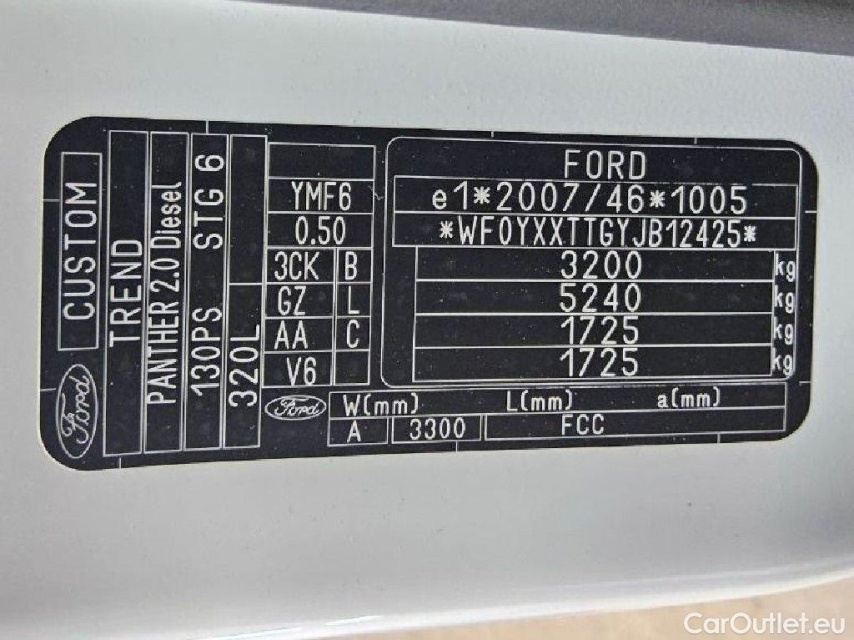 Ford
CUSTOM
TREND
PANTHER 2.0 Diesel
130PS STG 6
320L
YMF6
0.50
3CK B
GZ L
AA C
V6
FORD
e1*2007/46*1005
*WF0YXXTTGYJB12425*
3200 kg
5240 kg
1725 kg
1725 kg
Ford W(mm) L(mm) a(mm)
A 3300 FCC
CarOutlet.eu